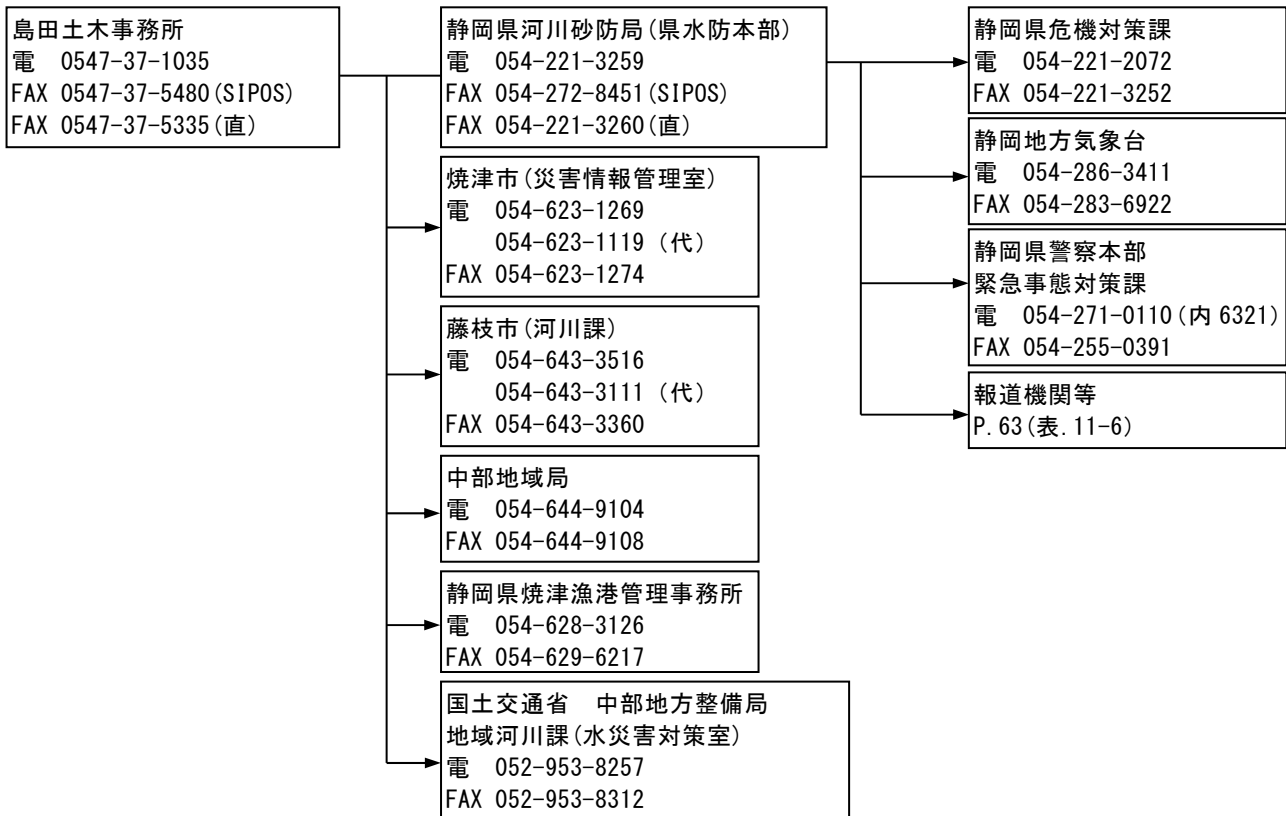 島田土木事務所
電 0547-37-1035
FAX 0547-37-5480(SIPOS)
FAX 0547-37-5335(直)
静岡県河川砂防局(県水防本部)
電 054-221-3259
FAX 054-272-8451(SIPOS)
FAX 054-221-3260(直)
焼津市(災害情報管理室)
電 054-623-1269
054-623-1119 (代)
FAX 054-623-1274
藤枝市(河川課)
電 054-643-3516
054-643-3111 (代)
FAX 054-643-3360
中部地域局
電 054-644-9104
FAX 054-644-9108
静岡県焼津漁港管理事務所
電 054-628-3126
FAX 054-629-6217
国土交通省 中部地方整備局
地域河川課(水災害対策室)
電 052-953-8257
FAX 052-953-8312
静岡県危機対策課
電 054-221-2072
FAX 054-221-3252
静岡地方気象台
電 054-286-3411
FAX 054-283-6922
静岡県警察本部
緊急事態対策課
電 054-271-0110(内 6321)
FAX 054-255-0391
報道機関等
P.63(表.11-6)